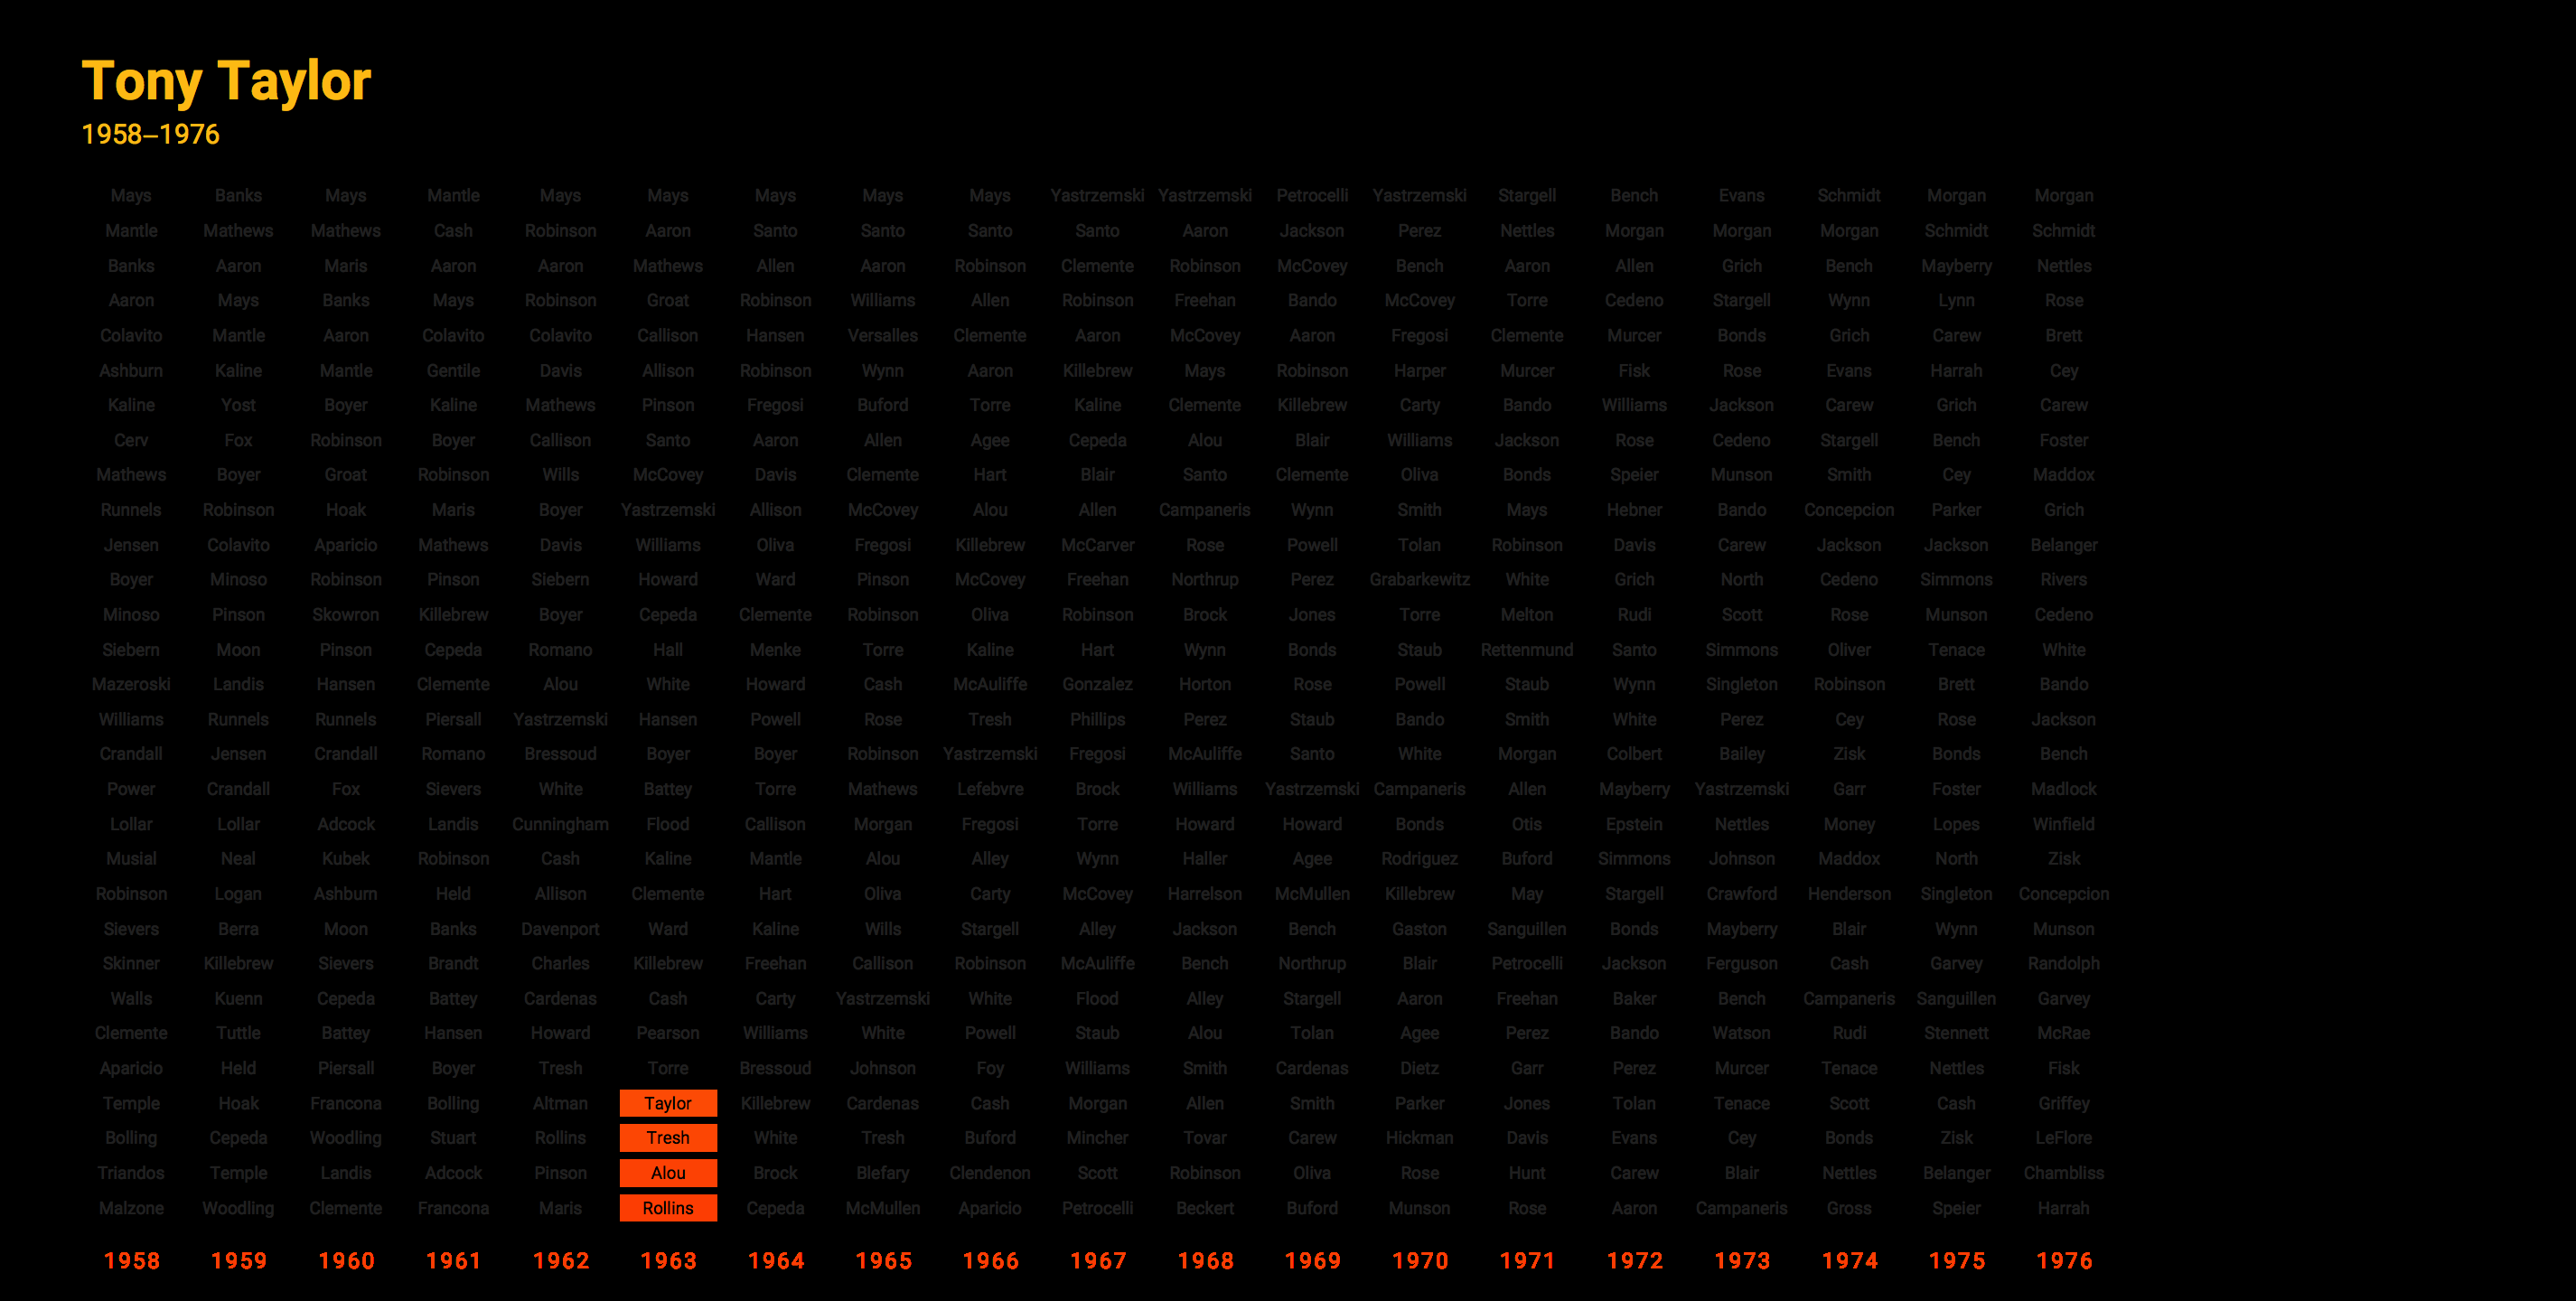 Tony Taylor
1958–1976
Mays Banks Mays Mantle Mays Mays Mays Mays Mays Yastrzemski Yastrzemski Petrocelli Yastrzemski Stargell Bench Evans Schmidt Morgan Morgan
Mantle Mathews Mathews Cash Robinson Aaron Santo Santo Santo Santo Aaron Jackson Perez Nettles Morgan Morgan Morgan Schmidt Schmidt
Banks Aaron Maris Aaron Aaron Mathews Allen Aaron Robinson Clemente Robinson McCovey Bench Aaron Allen Grich Bench Mayberry Nettles
Aaron Mays Banks Mays Robinson Groat Robinson Williams Allen Robinson Freehan Bando McCovey Torre Cedeno Stargell Wynn Lynn Rose
Colavito Mantle Aaron Colavito Colavito Callison Hansen Versalles Clemente Aaron McCovey Aaron Fregosi Clemente Murcer Bonds Grich Carew Brett
Ashburn Kaline Mantle Gentile Davis Allison Robinson Wynn Aaron Killebrew Mays Robinson Harper Murcer Fisk Rose Evans Harrah Cey
Kaline Yost Boyer Kaline Mathews Pinson Fregosi Buford Torre Kaline Clemente Killebrew Carty Bando Williams Jackson Carew Grich Carew
Cerv Fox Robinson Boyer Callison Santo Aaron Allen Agee Cepeda Alou Blair Williams Jackson Rose Cedeno Stargell Bench Foster
Mathews Boyer Groat Robinson Wills McCovey Davis Clemente Hart Blair Santo Clemente Oliva Bonds Speier Munson Smith Cey Maddox
Runnels Robinson Hoak Maris Boyer Yastrzemski Allison McCovey Alou Allen Campaneris Wynn Smith Mays Hebner Bando Concepcion Parker Grich
Jensen Colavito Aparicio Mathews Davis Williams Oliva Fregosi Killebrew McCarver Rose Powell Tolan Robinson Davis Carew Jackson Jackson Belanger
Boyer Minoso Robinson Pinson Siebern Howard Ward Pinson McCovey Freehan Northrup Perez Grabarkewitz White Grich North Cedeno Simmons Rivers
Minoso Pinson Skowron Killebrew Boyer Cepeda Clemente Robinson Oliva Robinson Brock Jones Torre Melton Rudi Scott Rose Munson Cedeno
Siebern Moon Pinson Cepeda Romano Hall Menke Torre Kaline Hart Wynn Bonds Staub Rettenmund Santo Simmons Oliver Tenace White
Mazeroski Landis Hansen Clemente Alou White Howard Cash McAuliffe Gonzalez Horton Rose Powell Staub Wynn Singleton Robinson Brett Bando
Williams Runnels Runnels Piersall Yastrzemski Hansen Powell Rose Tresh Phillips Perez Staub Bando Smith White Perez Cey Rose Jackson
Crandall Jensen Crandall Romano Bressoud Boyer Boyer Robinson Yastrzemski Fregosi McAuliffe Santo White Morgan Colbert Bailey Zisk Bonds Bench
Power Crandall Fox Sievers White Battey Torre Mathews Lefebvre Brock Williams Yastrzemski Campaneris Allen Mayberry Yastrzemski Garr Foster Madlock
Lollar Lollar Adcock Landis Cunningham Flood Callison Morgan Fregosi Torre Howard Howard Bonds Otis Epstein Nettles Money Lopes Winfield
Musial Neal Kubek Robinson Cash Kaline Mantle Alou Alley Wynn Haller Agee Rodriguez Buford Simmons Johnson Maddox North Zisk
Robinson Logan Ashburn Held Allison Clemente Hart Oliva Carty McCovey Harrelson McMullen Killebrew May Stargell Crawford Henderson Singleton Concepcion
Sievers Berra Moon Banks Davenport Ward Kaline Wills Stargell Alley Jackson Bench Gaston Sanguillen Bonds Mayberry Blair Wynn Munson
Skinner Killebrew Sievers Brandt Charles Killebrew Freehan Callison Robinson McAuliffe Bench Northrup Blair Petrocelli Jackson Ferguson Cash Garvey Randolph
Walls Kuenn Cepeda Battey Cardenas Cash Carty Yastrzemski White Flood Alley Stargell Aaron Freehan Baker Bench Campaneris Sanguillen Garvey
Clemente Tuttle Battey Hansen Howard Pearson Williams White Powell Staub Alou Tolan Agee Perez Bando Watson Rudi Stennett McRae
Aparicio Held Piersall Boyer Tresh Torre Bressoud Johnson Foy Williams Smith Cardenas Dietz Garr Perez Murcer Tenace Nettles Fisk
Temple Hoak Francona Bolling Altman Taylor Killebrew Cardenas Cash Morgan Allen Smith Parker Jones Tolan Tenace Scott Cash Griffey
Bolling Cepeda Woodling Stuart Rollins Tresh White Tresh Buford Mincher Tovar Carew Hickman Davis Evans Cey Bonds Zisk LeFlore
Triandos Temple Landis Adcock Pinson Alou Brock Blefary Clendenon Scott Robinson Oliva Rose Hunt Carew Blair Nettles Belanger Chambliss
Malzone Woodling Clemente Francona Maris Rollins Cepeda McMullen Aparicio Petrocelli Beckert Buford Munson Rose Aaron Campaneris Gross Speier Harrah
1958 1959 1960 1961 1962 1963 1964 1965 1966 1967 1968 1969 1970 1971 1972 1973 1974 1975 1976